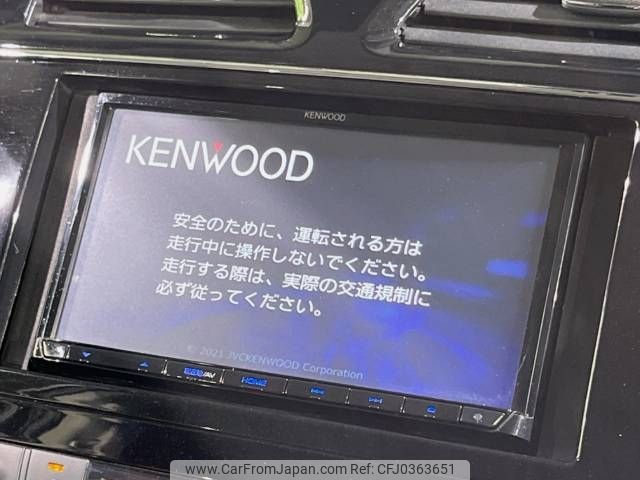 KENWOOD
KENWOOD
安全のために、運転される方は
走行中に操作しないでください。
走行する際は、実際の交通規制に
必ず従ってください。
© 2021 JVCKENWOOD Corporation
HOME
www.CarFromJapan.com [Ref No] 0240363651